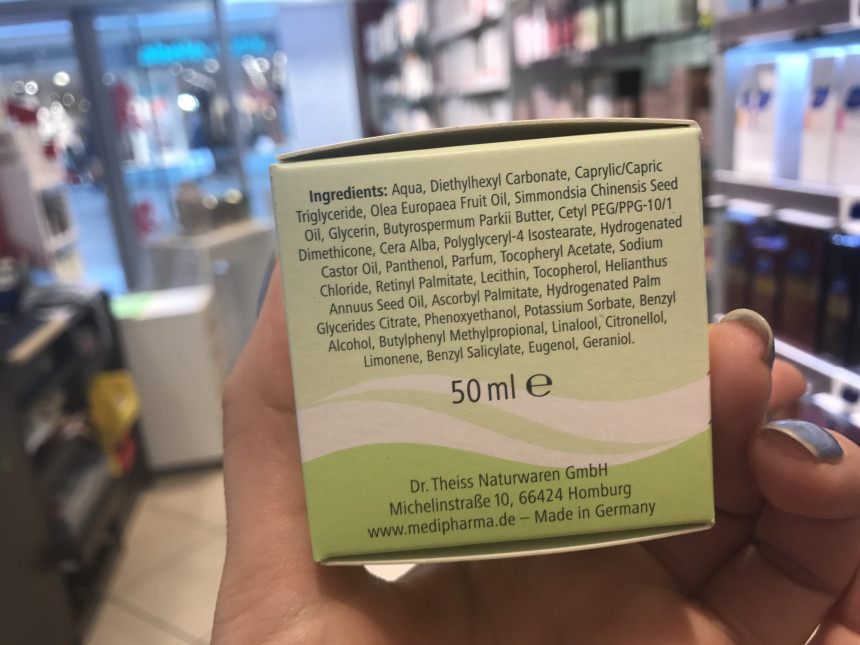 Ingredients: Aqua, Diethylhexyl Carbonate, Caprylic/Capric
Triglyceride, Olea Europaea Fruit Oil, Simmondsia Chinensis Seed
Oil, Glycerin, Butyrospermum Parkii Butter, Cetyl PEG/PPG-10/1
Dimethicone, Cera Alba, Polyglyceryl-4 Isostearate, Hydrogenated
Castor Oil, Panthenol, Parfum, Tocopheryl Acetate, Sodium
Chloride, Retinyl Palmitate, Lecithin, Tocopherol, Helianthus
Annuus Seed Oil, Ascorbyl Palmitate, Hydrogenated Palm
Glycerides Citrate, Phenoxyethanol, Potassium Sorbate, Benzyl
Alcohol, Butylphenyl Methylpropional, Linalool, Citronellol,
Limonene, Benzyl Salicylate, Eugenol, Geraniol.
50 ml ℮
Dr. Theiss Naturwaren GmbH
Michelinstraße 10, 66424 Homburg
www.medipharma.de – Made in Germany